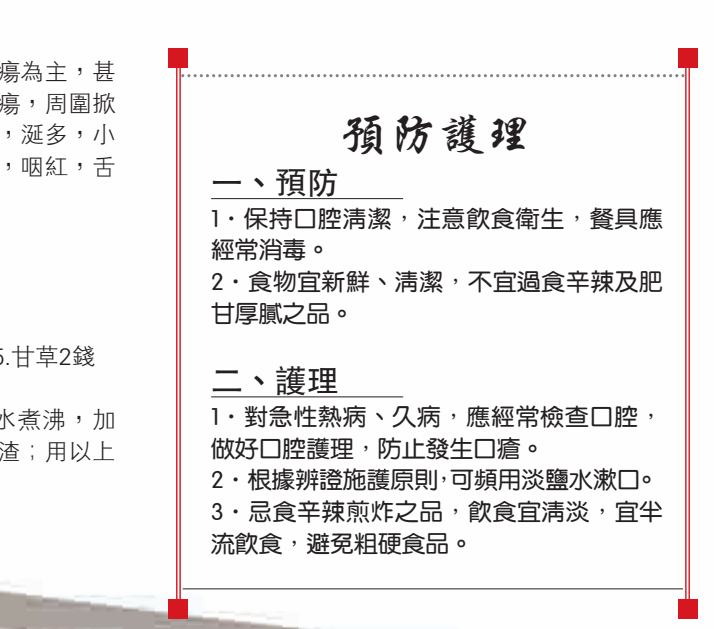 瘍為主，甚
瘍，周圍掀
，涎多，小
，咽紅，舌
5.甘草2錢
水煮沸，加
渣；用以上
預防護理
一、預防
1・保持口腔清潔，注意飲食衛生，餐具應
經常消毒。
2・食物宜新鮮、清潔，不宜過食辛辣及肥
甘厚膩之品。
二、護理
1・對急性熱病、久病，應經常檢查口腔，
做好口腔護理，防止發生口瘡。
2・根據辨證施護原則，可頻用淡鹽水漱口。
3・忌食辛辣煎炸之品，飲食宜清淡，宜半
流飲食，避免粗硬食品。